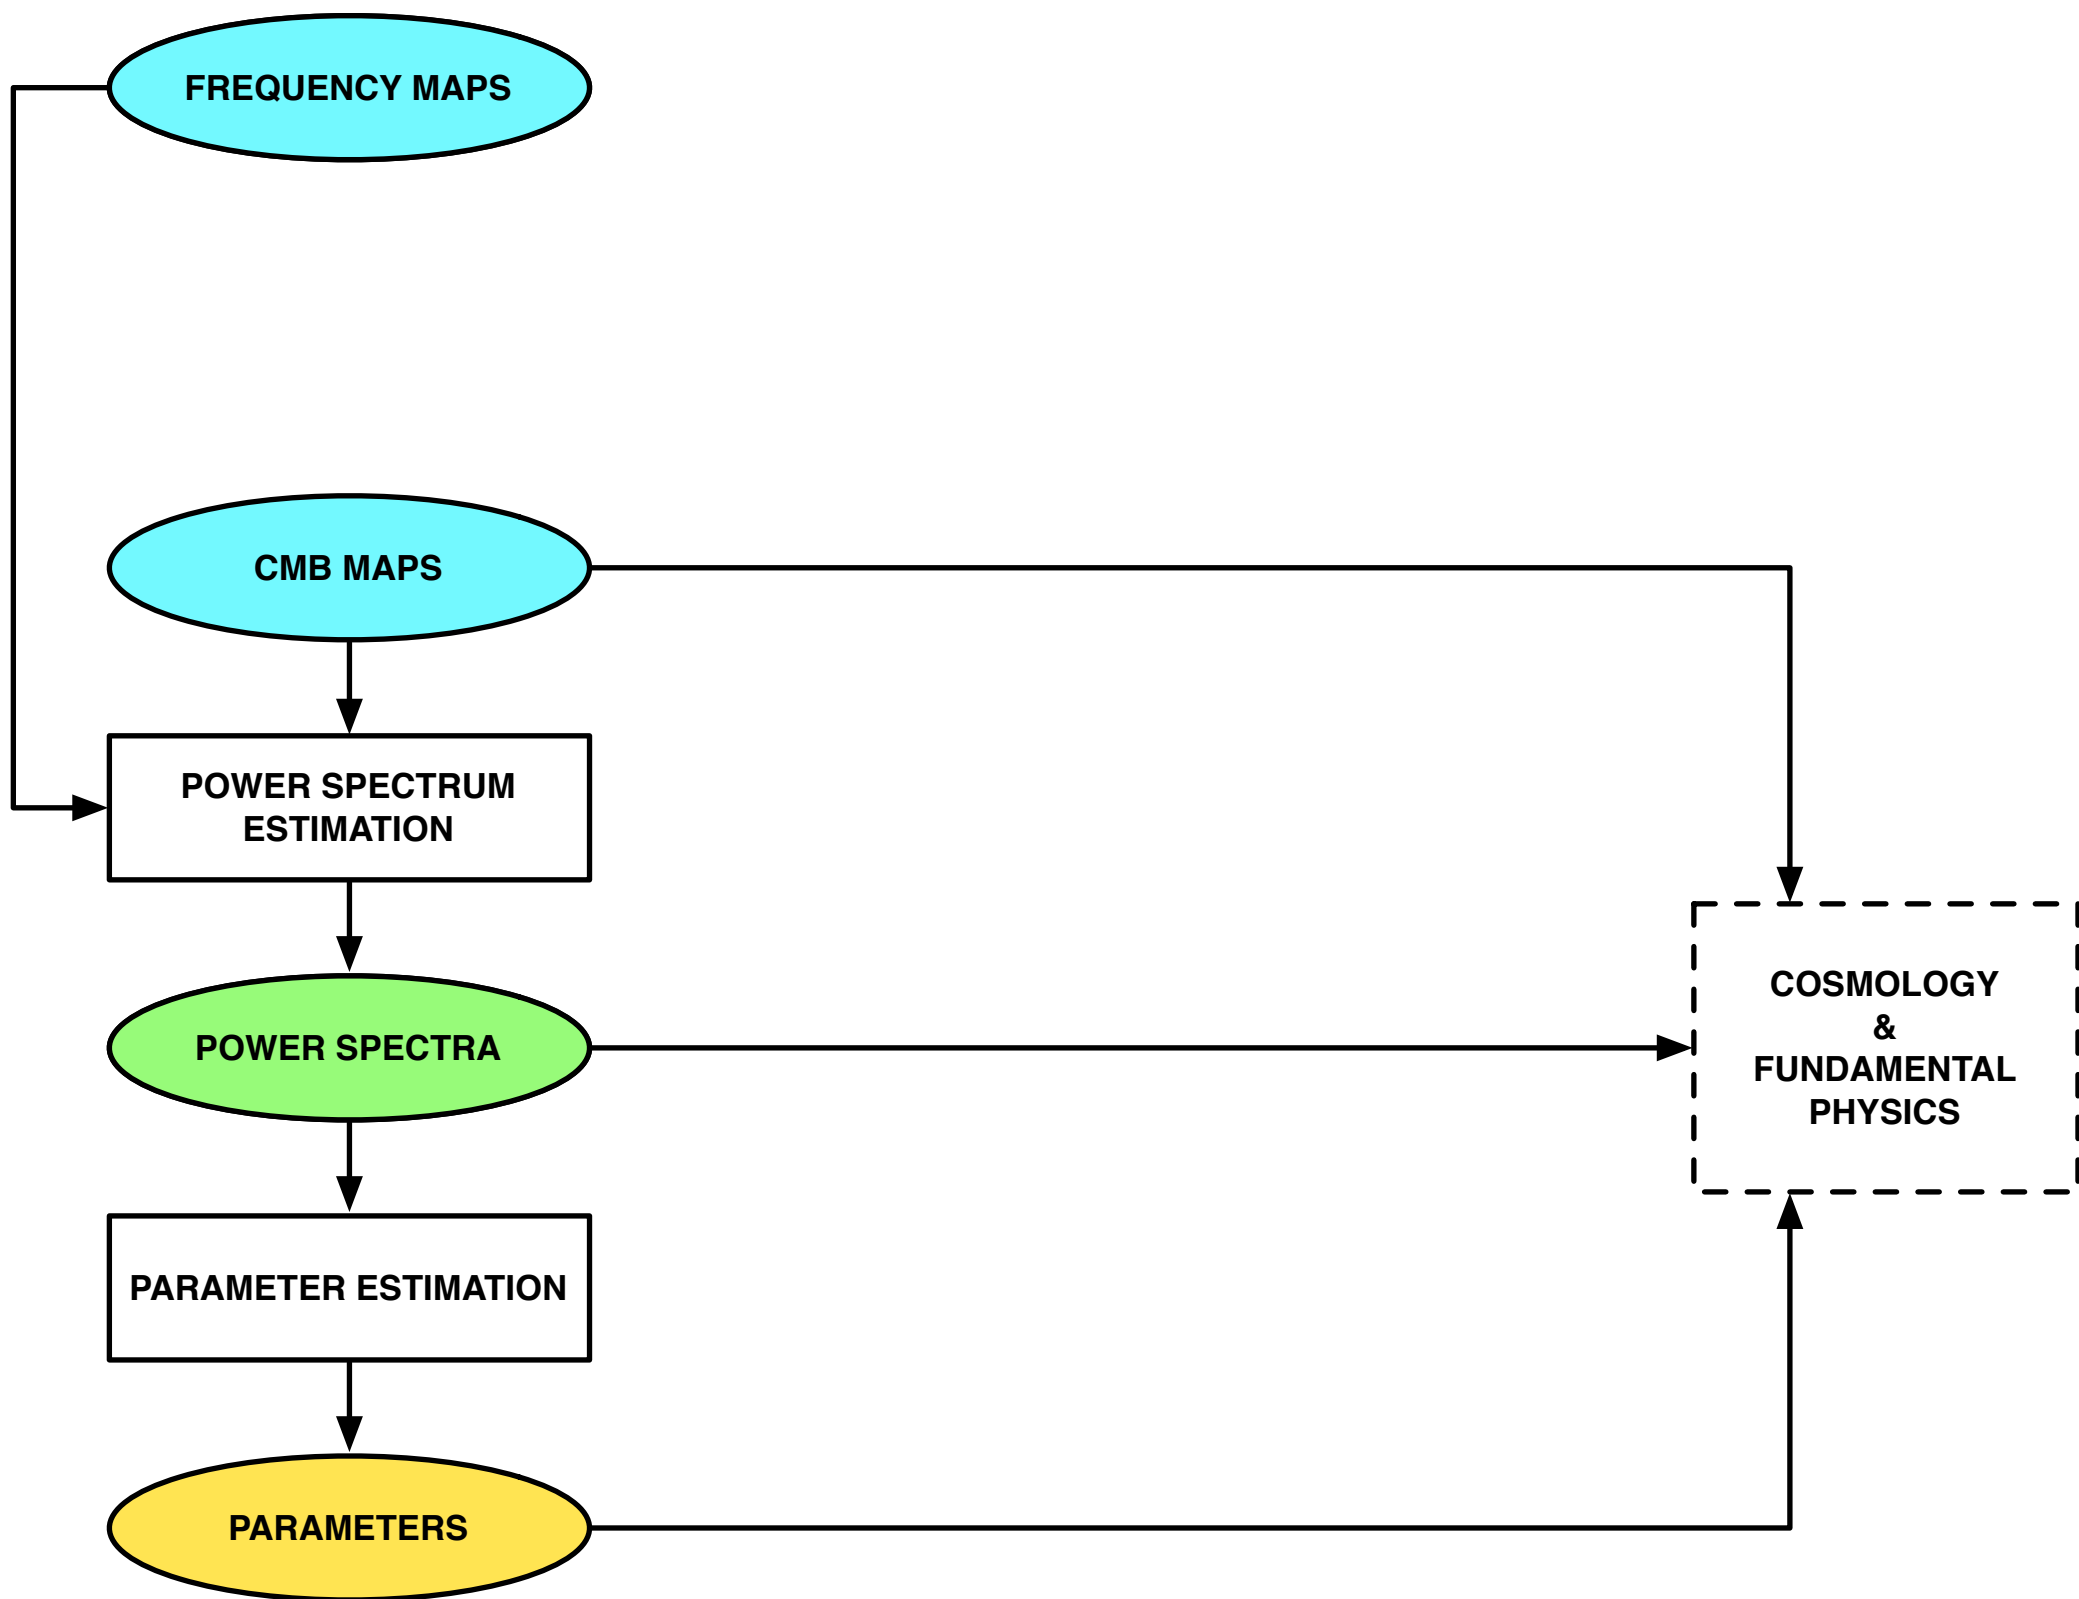 FREQUENCY MAPS
CMB MAPS
POWER SPECTRUM
ESTIMATION
POWER SPECTRA
COSMOLOGY
&
FUNDAMENTAL
PHYSICS
PARAMETER ESTIMATION
PARAMETERS